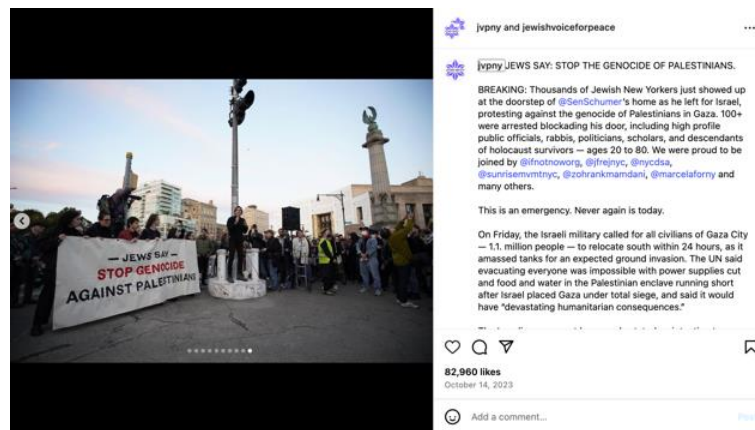 jvpny and jewishvoiceforpeace
jvpny JEWS SAY: STOP THE GENOCIDE OF PALESTINIANS.
BREAKING: Thousands of Jewish New Yorkers just showed up
at the doorstep of @SenSchumer's home as he left for Israel,
protesting against the genocide of Palestinians in Gaza. 100+
were arrested blockading his door, including high profile
public officials, rabbis, politicians, scholars, and descendants
of holocaust survivors — ages 20 to 80. We were proud to be
joined by @ifnotnoworg, @jfrejnyc, @nycdsa,
@sunrisemvmtnyc, @zohrankmamdani, @marcelaforny and
many others.
This is an emergency. Never again is today.
On Friday, the Israeli military called for all civilians of Gaza City
— 1.1. million people — to relocate south within 24 hours, as it
amassed tanks for an expected ground invasion. The UN said
evacuating everyone was impossible with power supplies cut
and food and water in the Palestinian enclave running short
after Israel placed Gaza under total siege, and said it would
have "devastating humanitarian consequences."
— JEWS SAY —
STOP GENOCIDE
AGAINST PALESTINIANS
82,960 likes
October 14, 2023
Add a comment...
Post